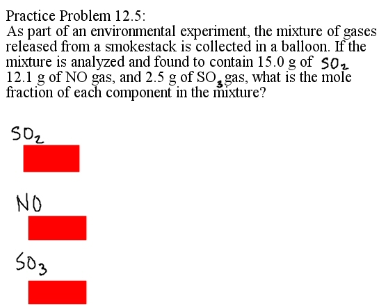 Practice Problem 12.5:
As part of an environmental experiment, the mixture of gases
released from a smokestack is collected in a balloon. If the
mixture is analyzed and found to contain 15.0 g of SO₂
12.1 g of NO gas, and 2.5 g of SO₃ gas, what is the mole
fraction of each component in the mixture?
SO₂
NO
SO₃